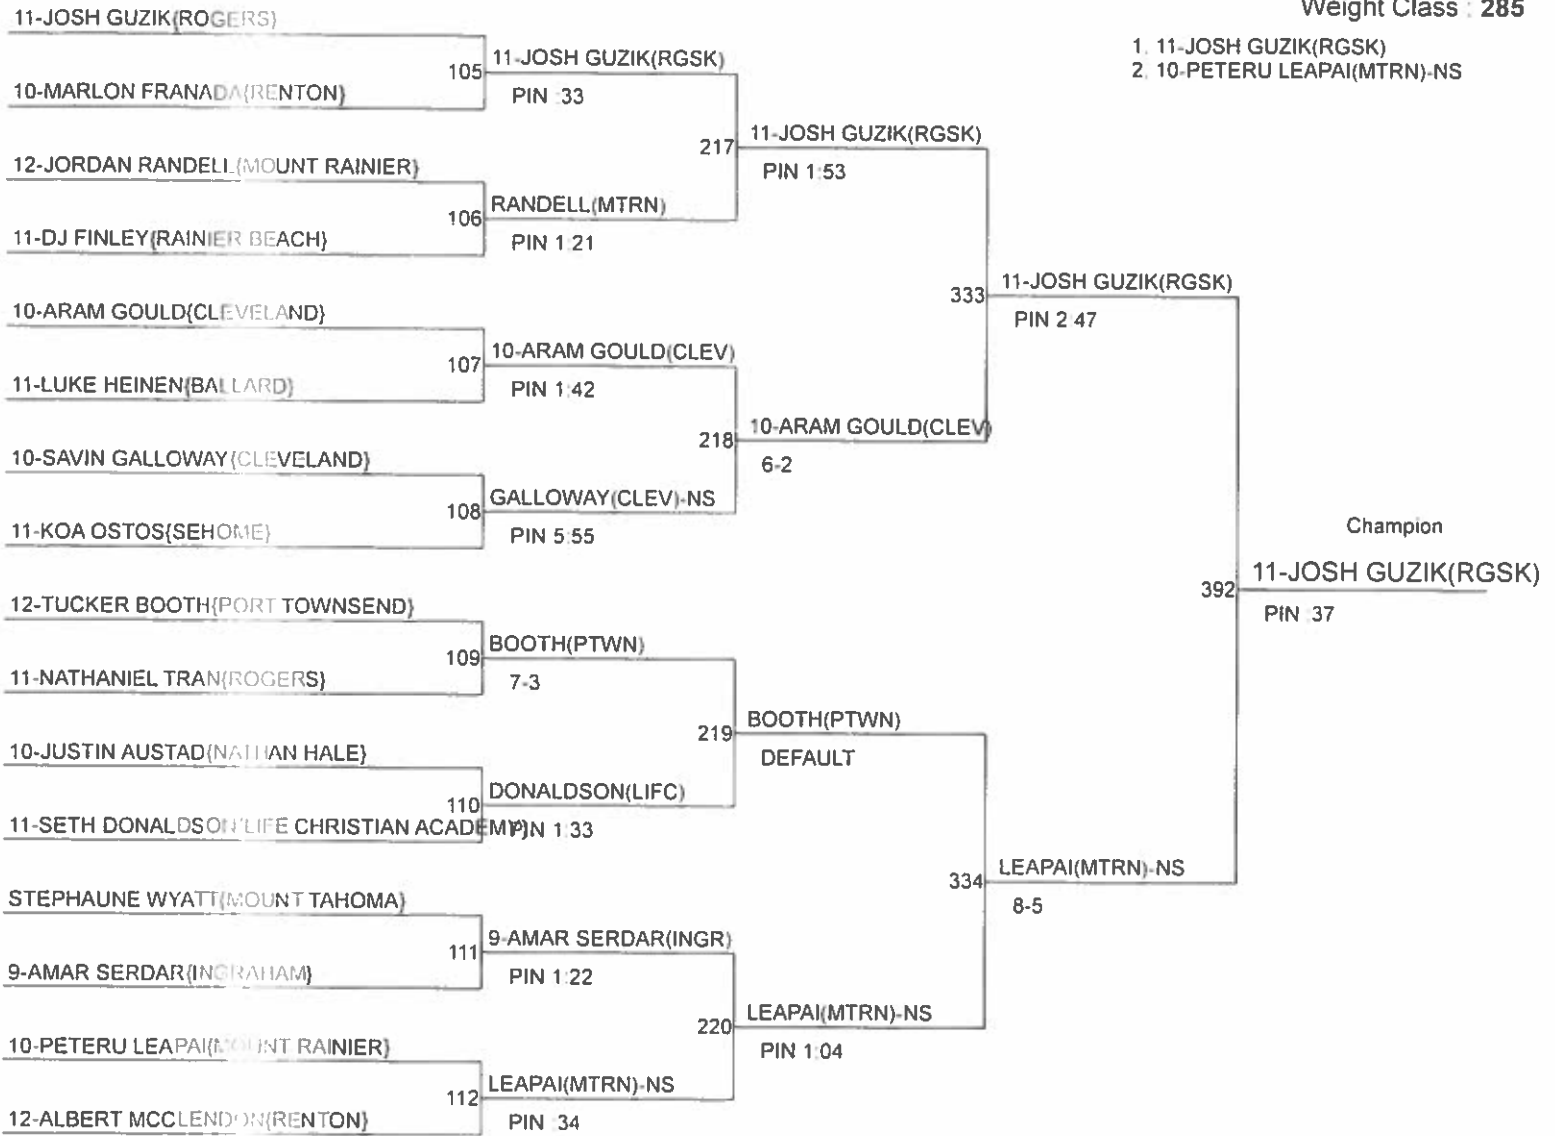 Weight Class : 285
1. 11-JOSH GUZIK(RGSK)
2. 10-PETERU LEAPAI(MTRN)-NS
11-JOSH GUZIK{ROGERS}
10-MARLON FRANADA{RENTON}
12-JORDAN RANDELL{MOUNT RAINIER}
11-DJ FINLEY{RAINIER BEACH}
10-ARAM GOULD{CLEVELAND}
11-LUKE HEINEN{BALLARD}
10-SAVIN GALLOWAY{CLEVELAND}
11-KOA OSTOS{SEHOME}
12-TUCKER BOOTH{PORT TOWNSEND}
11-NATHANIEL TRAN{ROGERS}
10-JUSTIN AUSTAD{NATHAN HALE}
11-SETH DONALDSON{LIFE CHRISTIAN ACADEMY}
STEPHAUNE WYATT{MOUNT TAHOMA}
9-AMAR SERDAR{INGRAHAM}
10-PETERU LEAPAI{MOUNT RAINIER}
12-ALBERT MCCLENDON{RENTON}
105 11-JOSH GUZIK(RGSK)
PIN :33
106 RANDELL(MTRN)
PIN 1:21
107 10-ARAM GOULD(CLEV)
PIN 1:42
108 GALLOWAY(CLEV)-NS
PIN 5:55
109 BOOTH(PTWN)
7-3
110 DONALDSON(LIFC)
PIN 1:33
111 9-AMAR SERDAR(INGR)
PIN 1:22
112 LEAPAI(MTRN)-NS
PIN :34
217 11-JOSH GUZIK(RGSK)
PIN 1:53
218 10-ARAM GOULD(CLEV)
6-2
219 BOOTH(PTWN)
DEFAULT
220 LEAPAI(MTRN)-NS
PIN 1:04
333 11-JOSH GUZIK(RGSK)
PIN 2:47
334 LEAPAI(MTRN)-NS
8-5
Champion
392 11-JOSH GUZIK(RGSK)
PIN :37